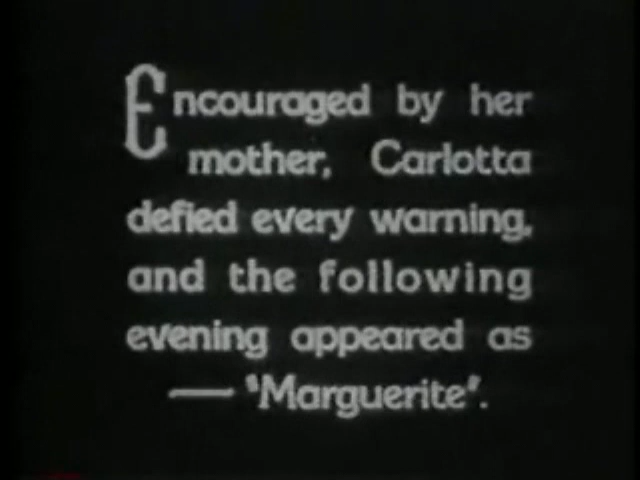 Encouraged by her
mother, Carlotta
defied every warning,
and the following
evening appeared as
— "Marguerite".